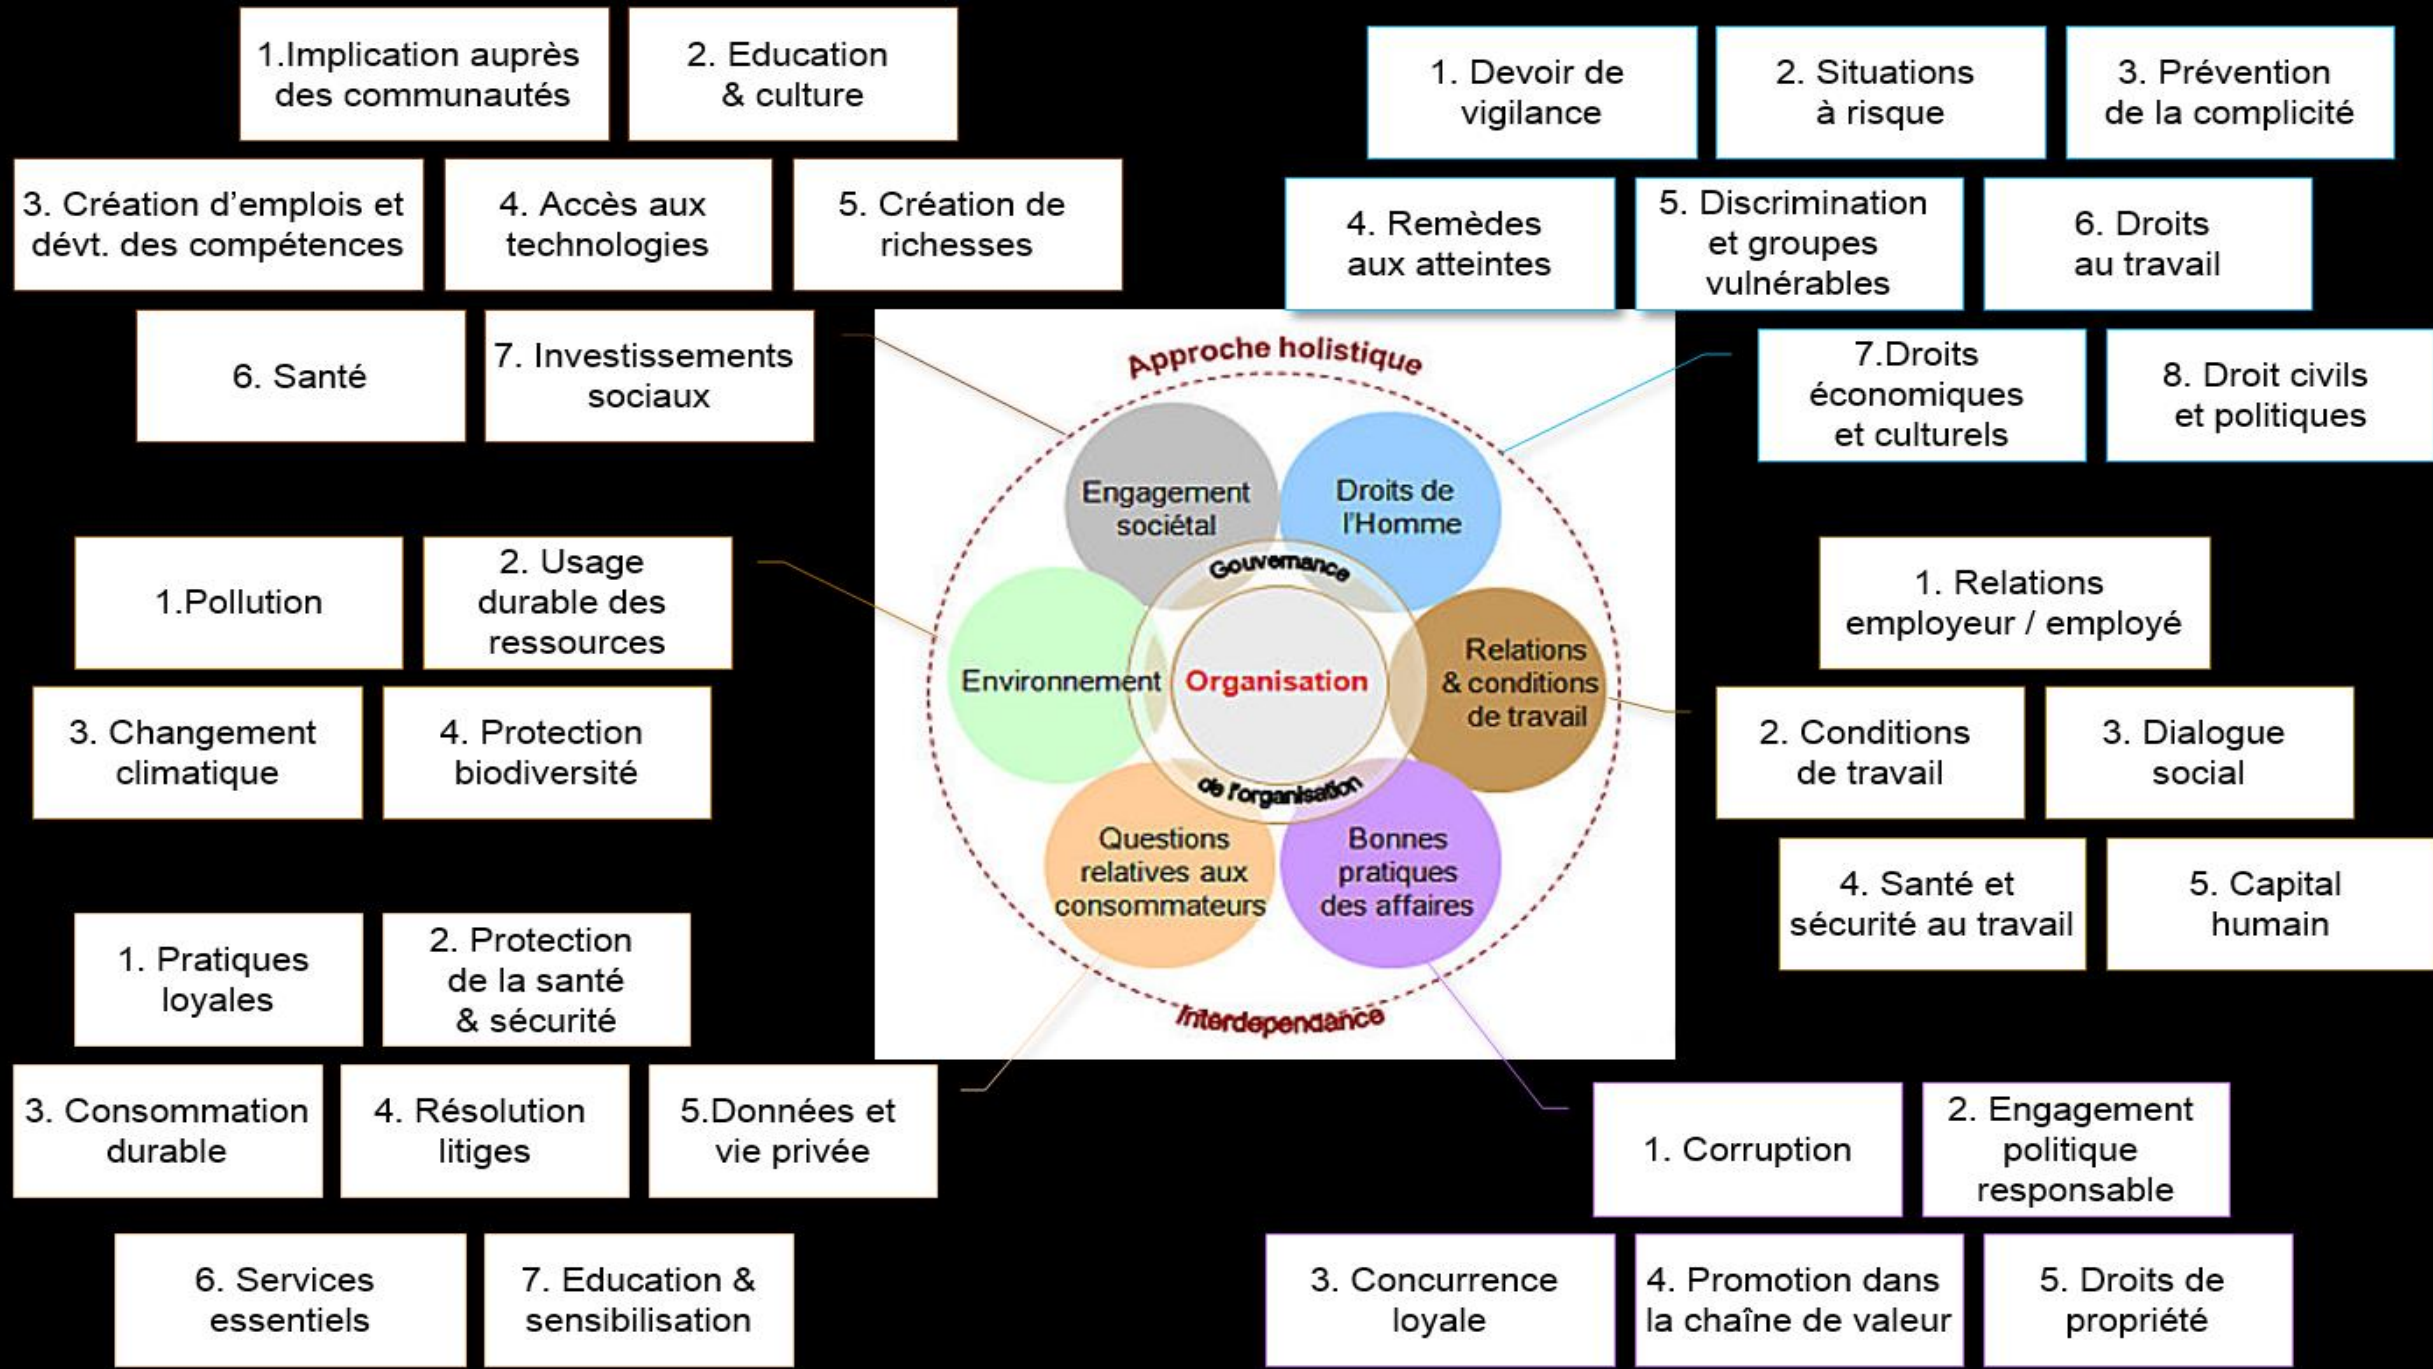 1.Implication auprès
des communautés
2. Education
& culture
3. Création d’emplois et
dévt. des compétences
4. Accès aux
technologies
5. Création de
richesses
6. Santé
7. Investissements
sociaux
1. Devoir de
vigilance
2. Situations
à risque
3. Prévention
de la complicité
4. Remèdes
aux atteintes
5. Discrimination
et groupes
vulnérables
6. Droits
au travail
7.Droits
économiques
et culturels
8. Droit civils
et politiques
Approche holistique
Engagement
sociétal
Droits de
l'Homme
Gouvernance
Environnement
Organisation
Relations
& conditions
de travail
de l'organisation
Questions
relatives aux
consommateurs
Bonnes
pratiques
des affaires
Interdependance
1.Pollution
2. Usage
durable des
ressources
3. Changement
climatique
4. Protection
biodiversité
1. Relations
employeur / employé
2. Conditions
de travail
3. Dialogue
social
4. Santé et
sécurité au travail
5. Capital
humain
1. Pratiques
loyales
2. Protection
de la santé
& sécurité
3. Consommation
durable
4. Résolution
litiges
5.Données et
vie privée
6. Services
essentiels
7. Education &
sensibilisation
1. Corruption
2. Engagement
politique
responsable
3. Concurrence
loyale
4. Promotion dans
la chaîne de valeur
5. Droits de
propriété